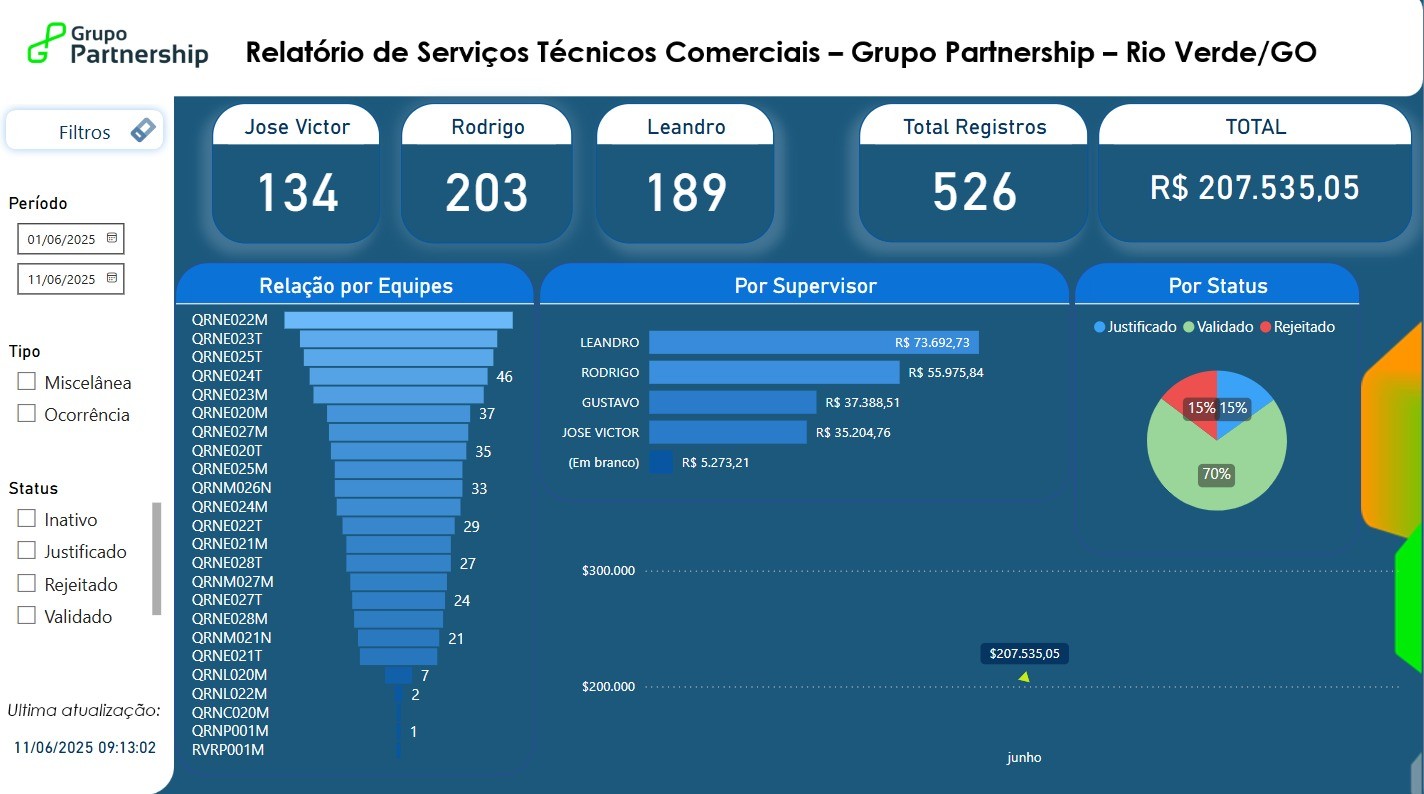 Grupo
Partnership
Relatório de Serviços Técnicos Comerciais – Grupo Partnership – Rio Verde/GO
Filtros
Período
01/06/2025
11/06/2025
Tipo
Miscelânea
Ocorrência
Status
Inativo
Justificado
Rejeitado
Validado
Ultima atualização:
11/06/2025 09:13:02
Jose Victor
134
Rodrigo
203
Leandro
189
Total Registros
526
TOTAL
R$ 207.535,05
Relação por Equipes
QRNE022M
QRNE023T
QRNE025T
QRNE024T 46
QRNE023M
QRNE020M 37
QRNE027M
QRNE020T 35
QRNE025M
QRNM026N 33
QRNE024M
QRNE022T 29
QRNE021M
QRNE028T 27
QRNM027M
QRNE027T 24
QRNE028M
QRNM021N 21
QRNE021T
QRNL020M 7
QRNL022M 2
QRNC020M
QRNP001M 1
RVRP001M
Por Supervisor
LEANDRO R$ 73.692,73
RODRIGO R$ 55.975,84
GUSTAVO R$ 37.388,51
JOSE VICTOR R$ 35.204,76
(Em branco) R$ 5.273,21
Por Status
Justificado Validado Rejeitado
15% 15%
70%
$300.000
$207.535,05
$200.000
junho